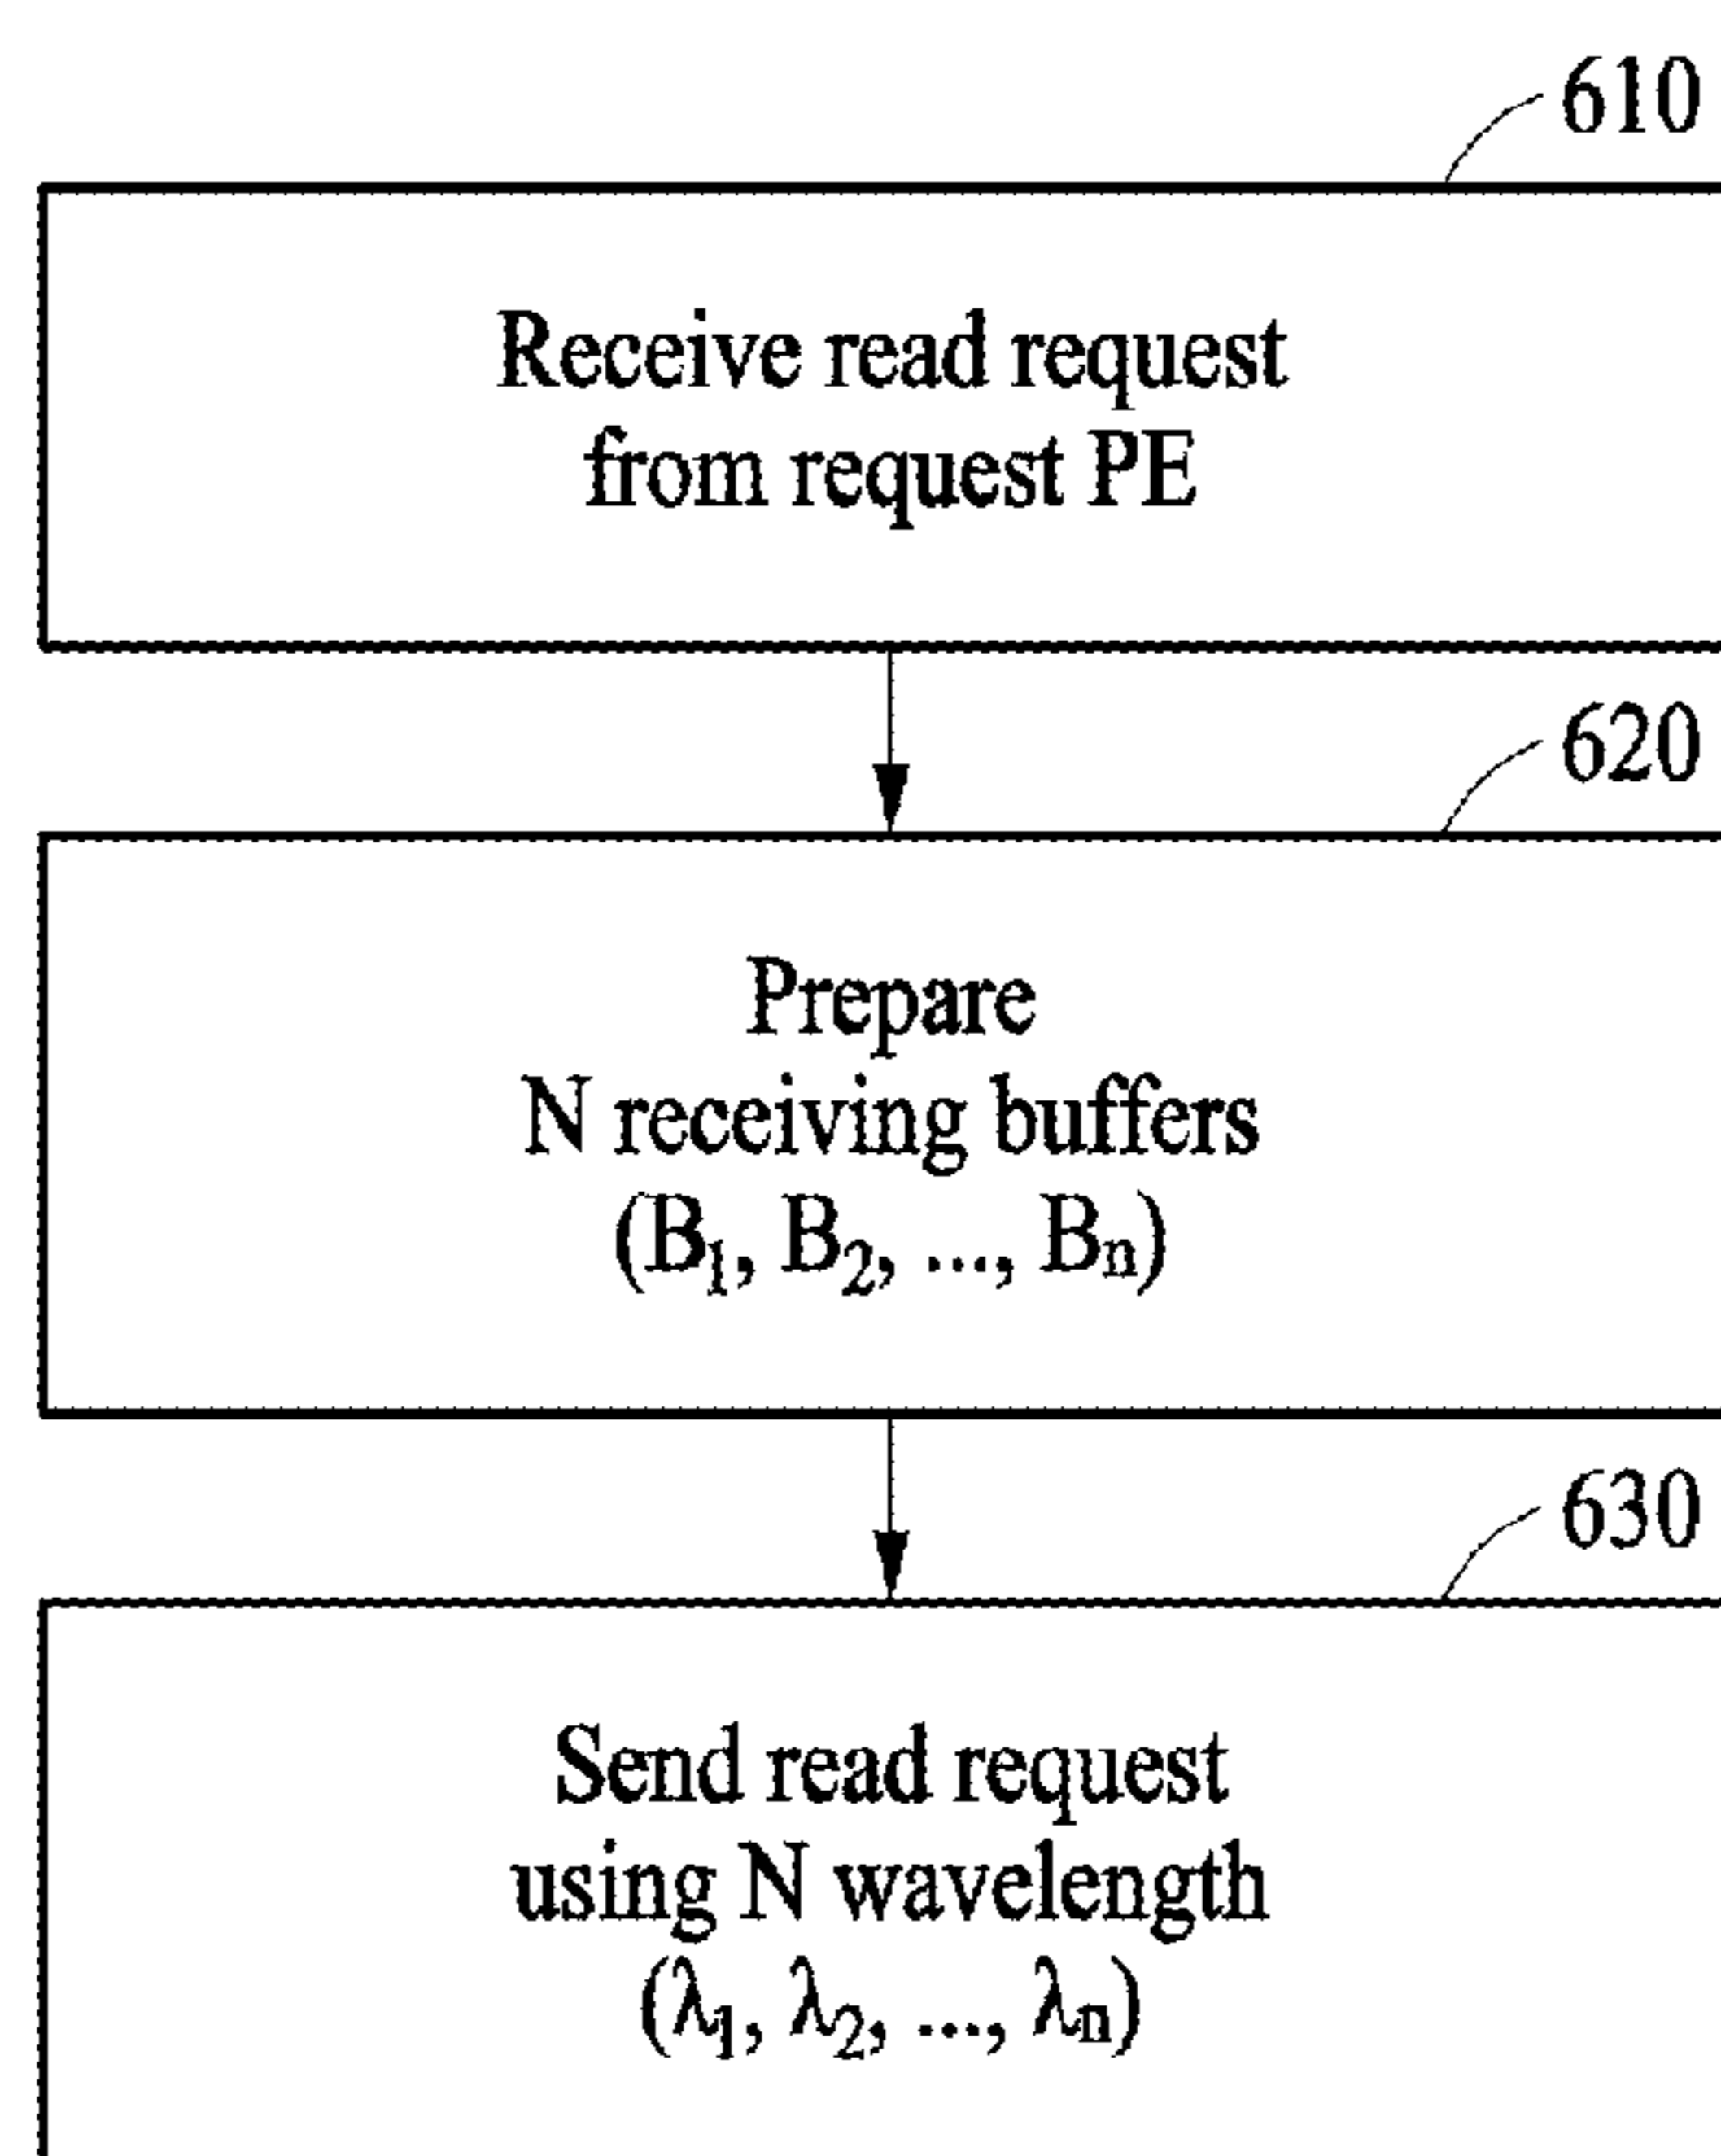 610
Receive read request
from request PE
620
Prepare
N receiving buffers
(B₁, B₂, ..., Bₙ)
630
Send read request
using N wavelength
(λ₁, λ₂, ..., λₙ)